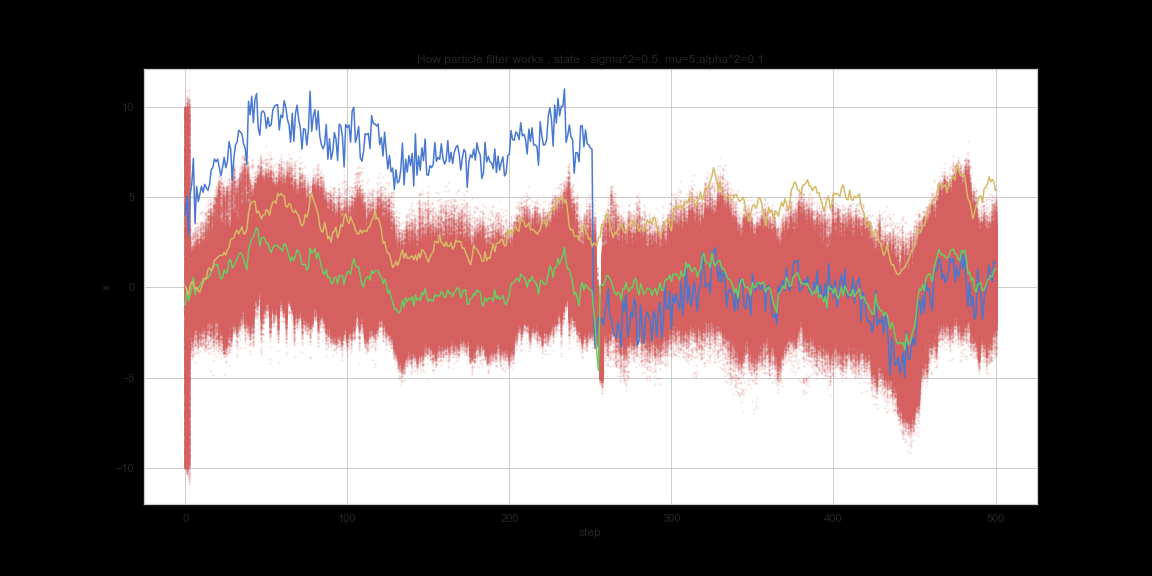 How particle filter works , state : sigma^2=0.5, mu=5,alpha^2=0.1
10
5
0
−5
−10
x
0 100 200 300 400 500
step